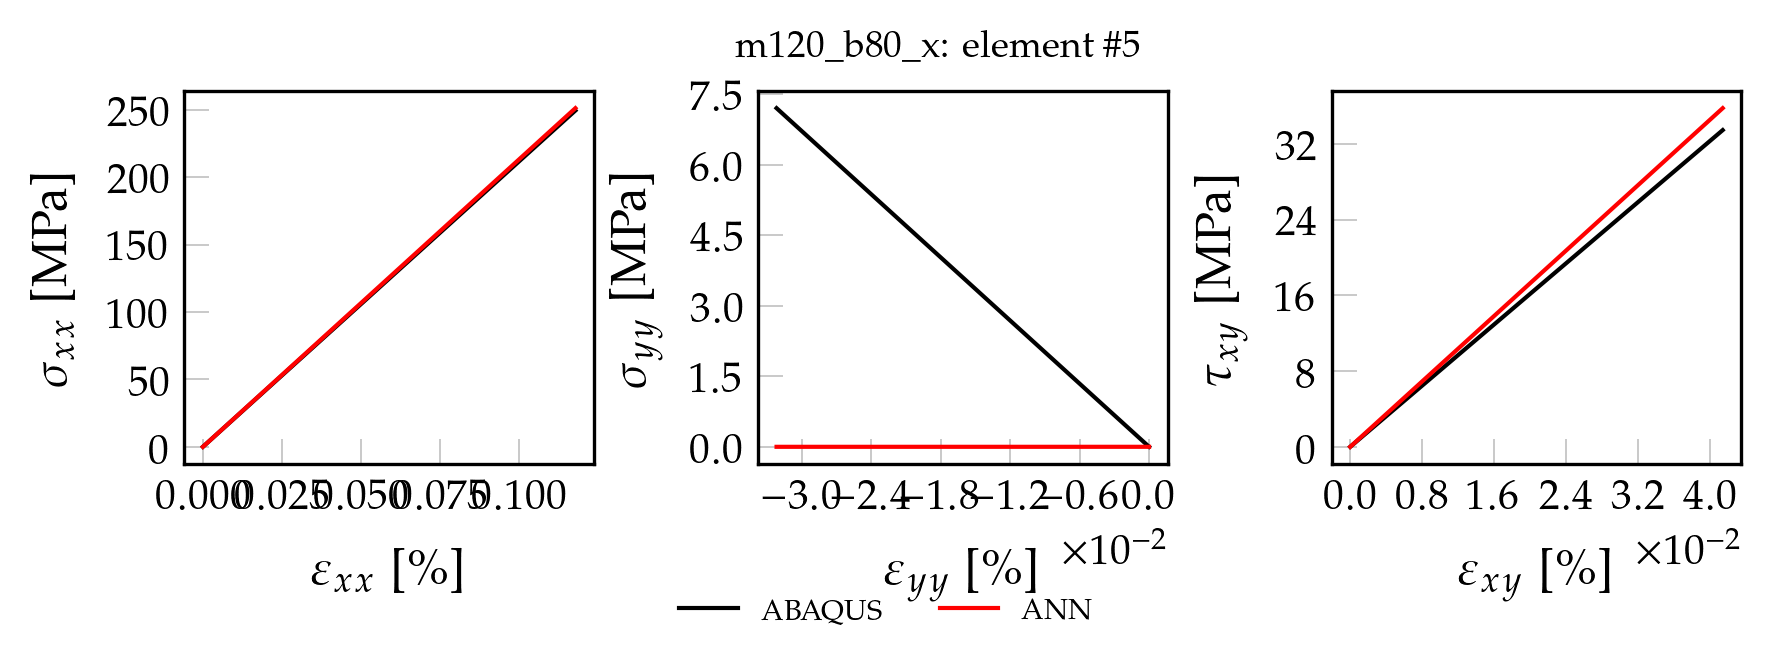 m120_b80_x: element #5
σxx [MPa]
250
200
150
100
50
0
0.000 0.025 0.050 0.075 0.100
εxx [%]
σyy [MPa]
7.5
6.0
4.5
3.0
1.5
0.0
−3.0 −2.4 −1.8 −1.2 −0.6 0.0
×10−2
εyy [%]
τxy [MPa]
32
24
16
8
0
0.0 0.8 1.6 2.4 3.2 4.0
×10−2
εxy [%]
ABAQUS ANN